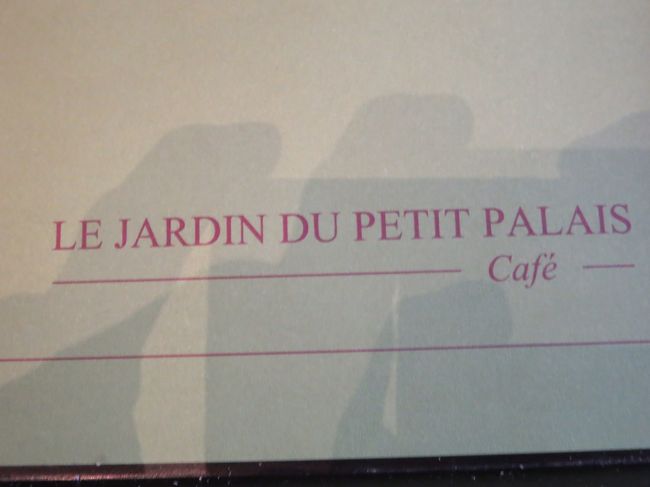 LE JARDIN DU PETIT PALAIS
Café